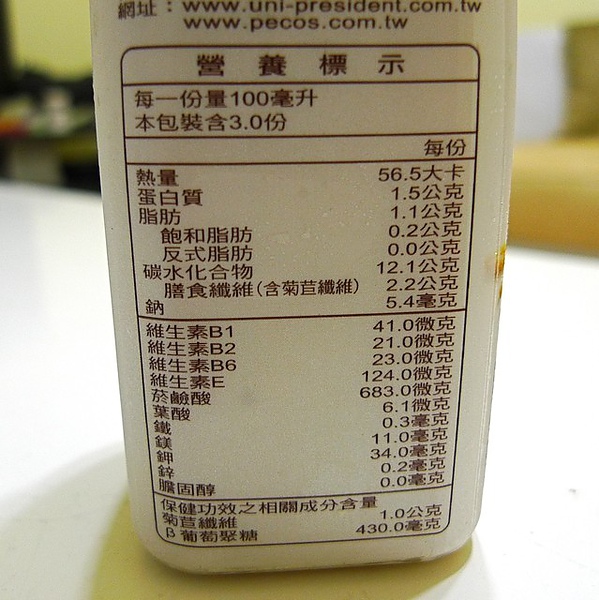 網址：www.uni-president.com.tw
www.pecos.com.tw
營養標示
每一份量100毫升
本包裝含3.0份
每份
熱量 56.5大卡
蛋白質 1.5公克
脂肪 1.1公克
飽和脂肪 0.2公克
反式脂肪 0.0公克
碳水化合物 12.1公克
膳食纖維(含菊苣纖維) 2.2公克
鈉 5.4毫克
維生素B1 41.0微克
維生素B2 21.0微克
維生素B6 23.0微克
維生素E 124.0微克
菸鹼酸 683.0微克
葉酸 6.1微克
鐵 0.3毫克
鎂 11.0毫克
鉀 34.0毫克
鋅 0.2毫克
膽固醇 0.0毫克
保健功效之相關成分含量
菊苣纖維 1.0公克
β葡萄聚糖 430.0毫克